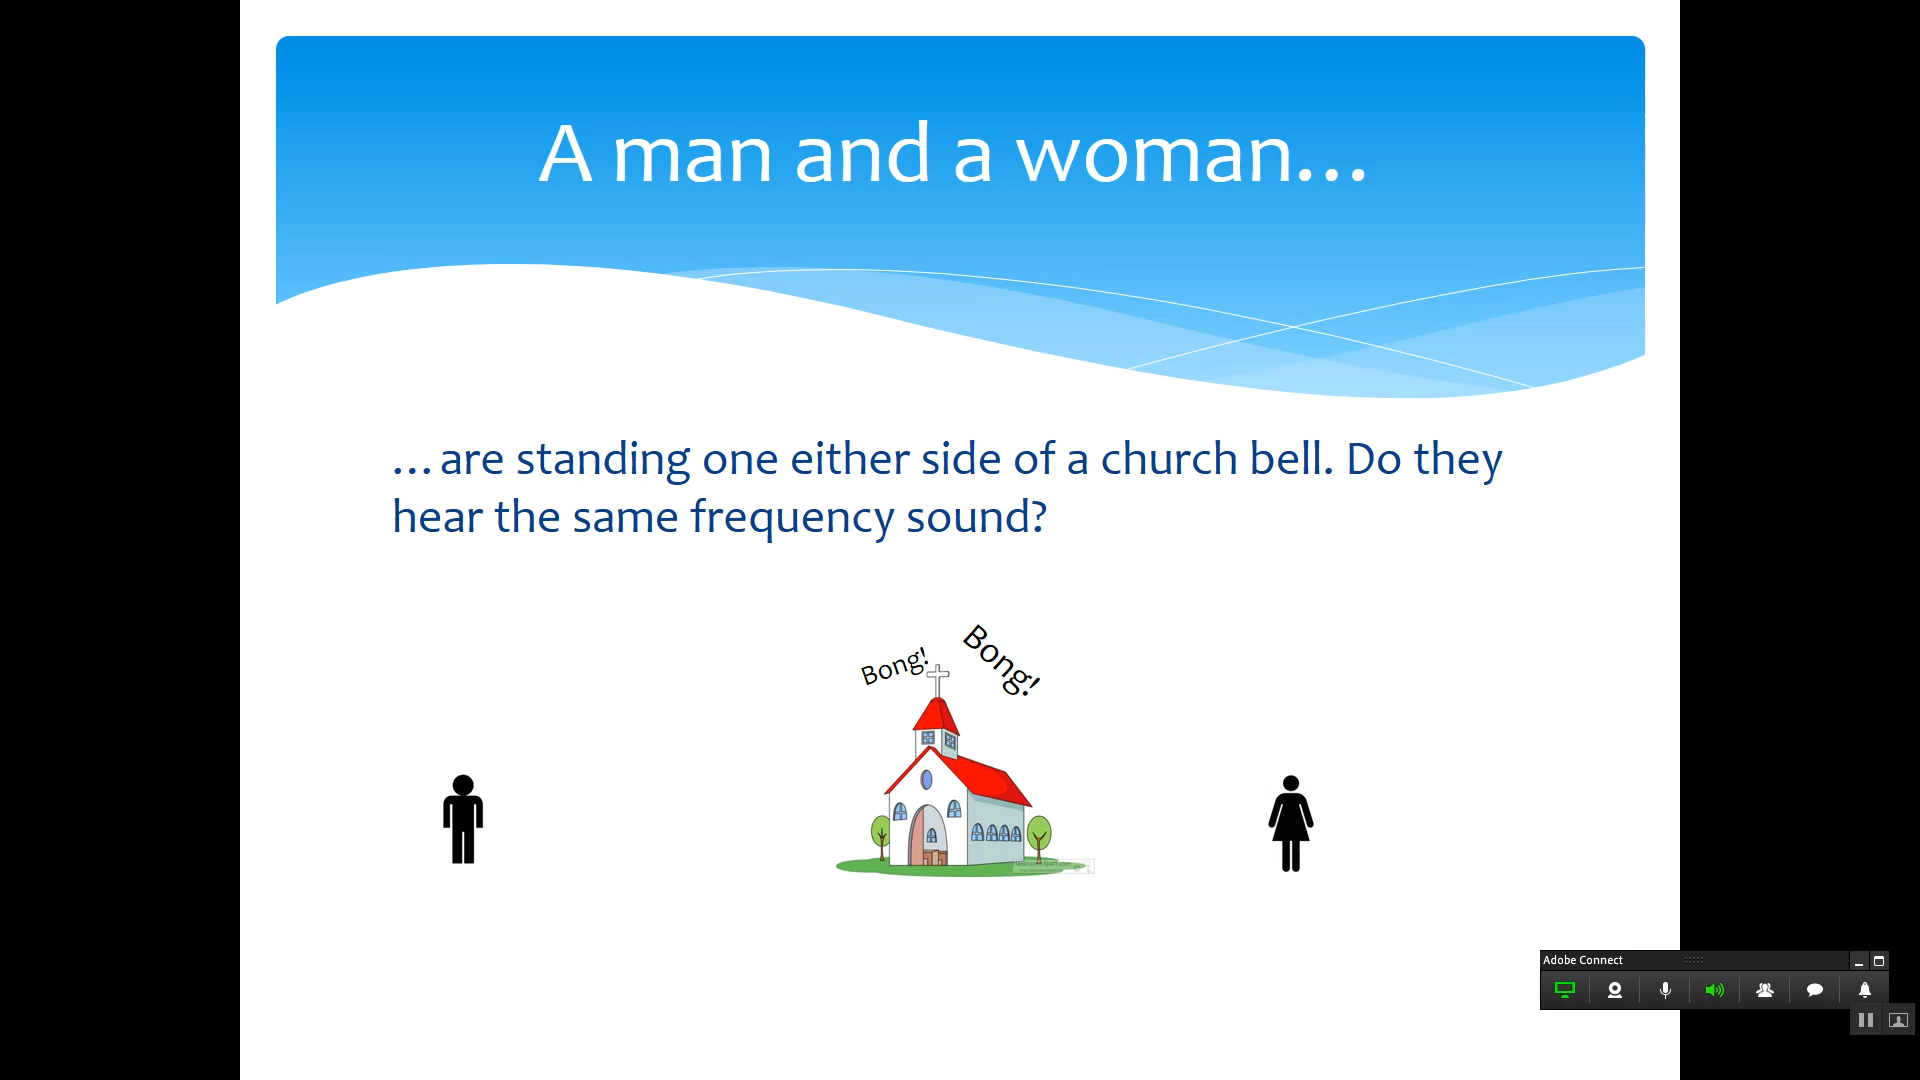 A man and a woman...
...are standing one either side of a church bell. Do they
hear the same frequency sound?
Bong!
Bong!
Adobe Connect